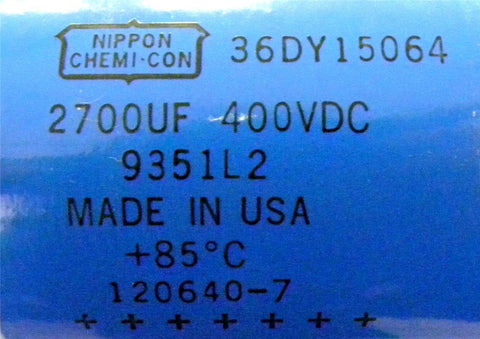 NIPPON
CHEMI-CON
36DY15064
2700UF 400VDC
9351L2
MADE IN USA
+85°C
120640-7
+ + + + + + +